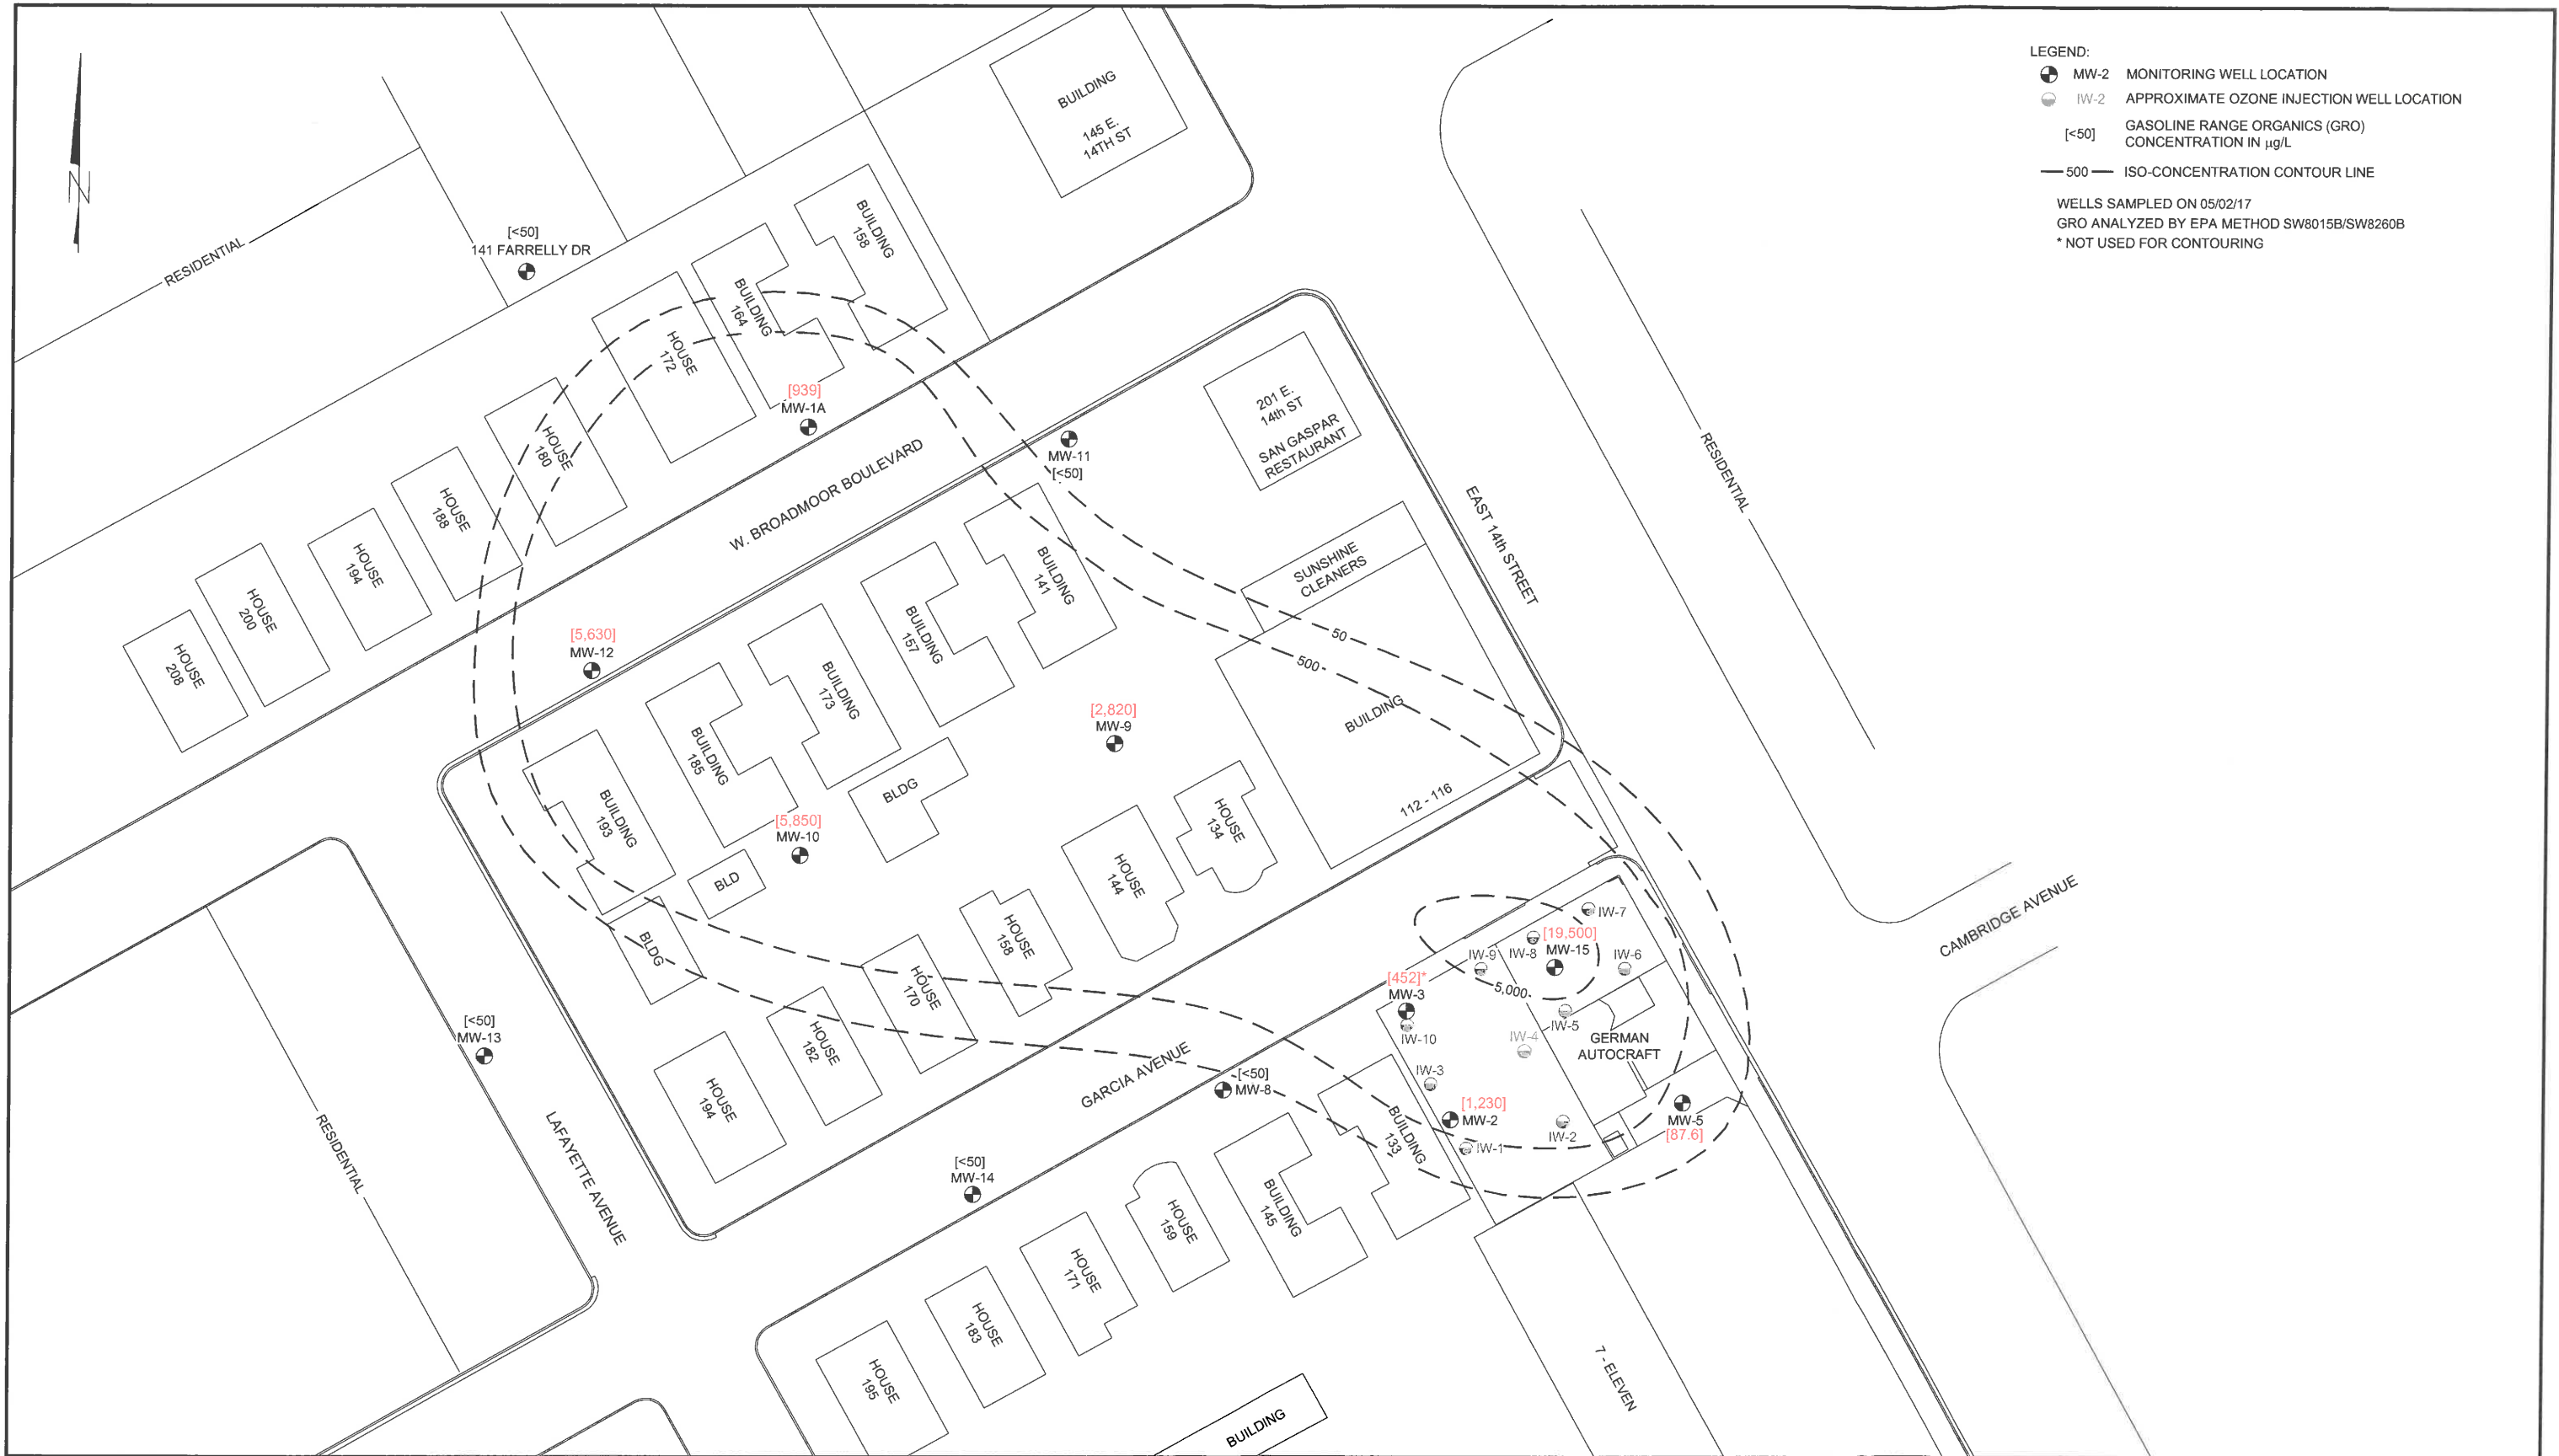 LEGEND:
MW-2 MONITORING WELL LOCATION
IW-2 APPROXIMATE OZONE INJECTION WELL LOCATION
[<50] GASOLINE RANGE ORGANICS (GRO)
CONCENTRATION IN µg/L
500 ISO-CONCENTRATION CONTOUR LINE
WELLS SAMPLED ON 05/02/17
GRO ANALYZED BY EPA METHOD SW8015B/SW8260B
* NOT USED FOR CONTOURING
N
BUILDING
145 E.
14TH ST
RESIDENTIAL
[<50]
141 FARRELLY DR
BUILDING
158
BUILDING
164
HOUSE
172
HOUSE
180
HOUSE
188
HOUSE
194
HOUSE
200
HOUSE
208
[939]
MW-1A
MW-11
[<50]
W. BROADMOOR BOULEVARD
201 E.
14th ST
SAN GASPAR
RESTAURANT
EAST 14th STREET
RESIDENTIAL
SUNSHINE
CLEANERS
50
500
BUILDING
112 - 116
[5,630]
MW-12
BUILDING
141
BUILDING
157
BUILDING
173
BUILDING
185
BUILDING
193
[2,820]
MW-9
BLDG
[5,850]
MW-10
BLD
BLDG
HOUSE
134
HOUSE
144
HOUSE
158
HOUSE
170
HOUSE
182
HOUSE
194
CAMBRIDGE AVENUE
IW-7
[19,500]
IW-8 MW-15
IW-9
IW-6
5,000
[452]*
MW-3
IW-10
IW-5
IW-4
GERMAN
AUTOCRAFT
IW-3
[1,230]
MW-2
IW-1
IW-2
MW-5
[87.6]
[<50]
MW-13
GARCIA AVENUE
[<50]
MW-8
BUILDING
133
[<50]
MW-14
RESIDENTIAL
LAFAYETTE AVENUE
BUILDING
145
HOUSE
159
HOUSE
171
HOUSE
183
HOUSE
195
7 - ELEVEN
BUILDING